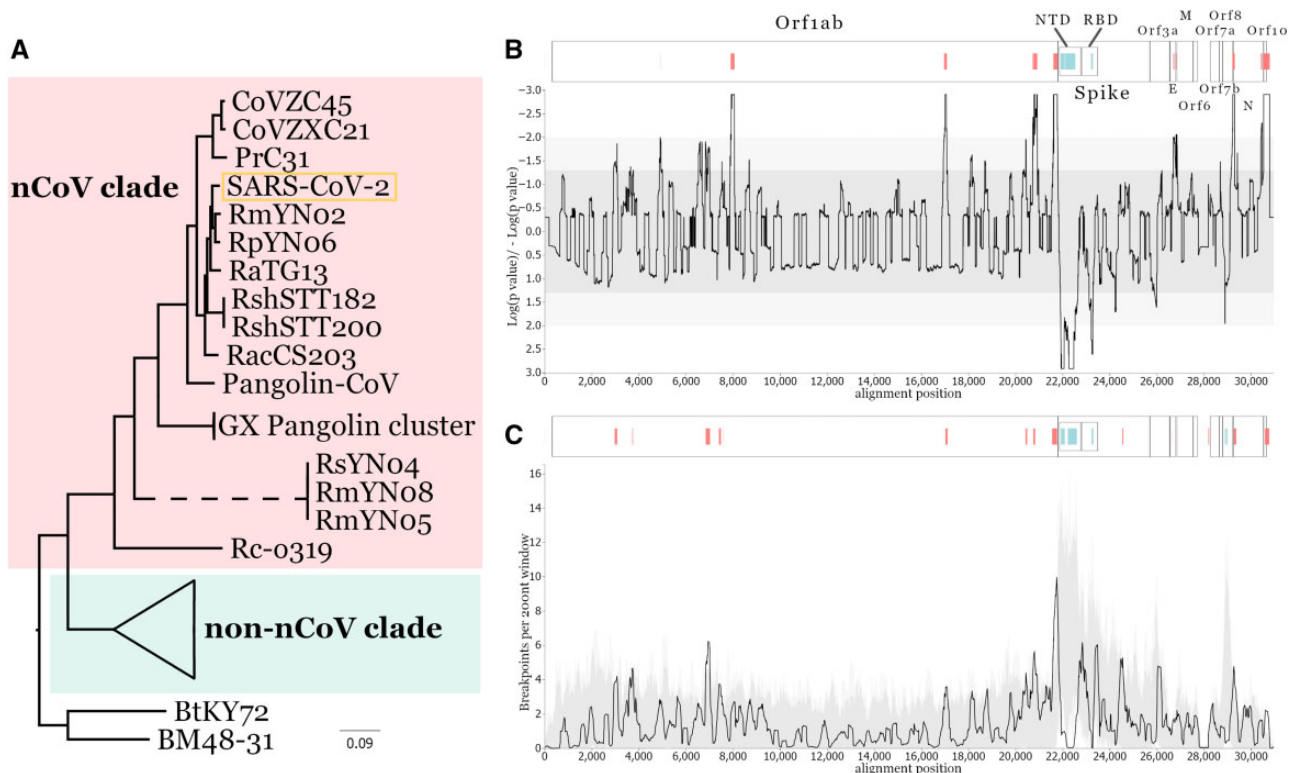 A
nCoV clade
CoVZC45
CoVZXC21
PrC31
SARS-CoV-2
RmYN02
RpYN06
RaTG13
RshSTT182
RshSTT200
RacCS203
Pangolin-CoV
GX Pangolin cluster
RsYN04
RmYN08
RmYN05
Rc-0319
non-nCoV clade
BtKY72
BM48-31
0.09
B
Orf1ab
NTD
RBD
Orf3a
M
Orf7a
Orf8
Orf10
Spike
E
Orf6
Orf7b
N
Log(p value)/ - Log(p value)
-3.0
-2.5
-2.0
-1.5
-1.0
-0.5
0.0
0.5
1.0
1.5
2.0
2.5
3.0
0 2,000 4,000 6,000 8,000 10,000 12,000 14,000 16,000 18,000 20,000 22,000 24,000 26,000 28,000 30,000
alignment position
C
Breakpoints per 200nt window
16
14
12
10
8
6
4
2
0
0 2,000 4,000 6,000 8,000 10,000 12,000 14,000 16,000 18,000 20,000 22,000 24,000 26,000 28,000 30,000
alignment position